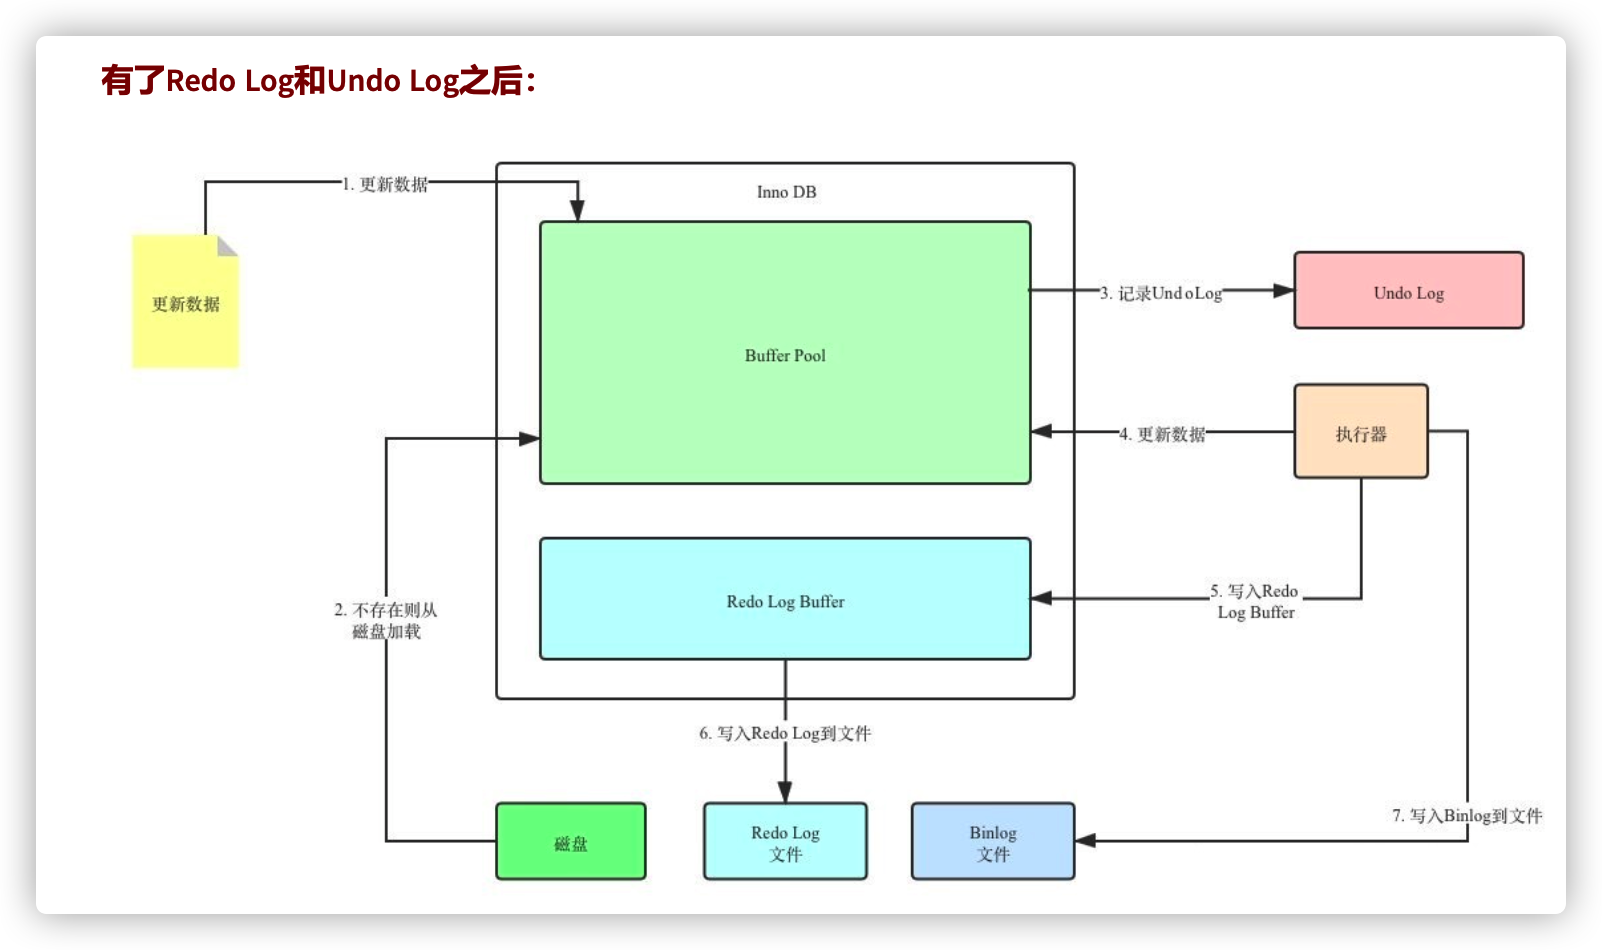 有了Redo Log和Undo Log之后：
1. 更新数据
Inno DB
更新数据
Buffer Pool
3. 记录UndoLog
Undo Log
4. 更新数据
执行器
2. 不存在则从
磁盘加载
Redo Log Buffer
5. 写入Redo
Log Buffer
6. 写入Redo Log到文件
7. 写入Binlog到文件
磁盘
Redo Log
文件
Binlog
文件